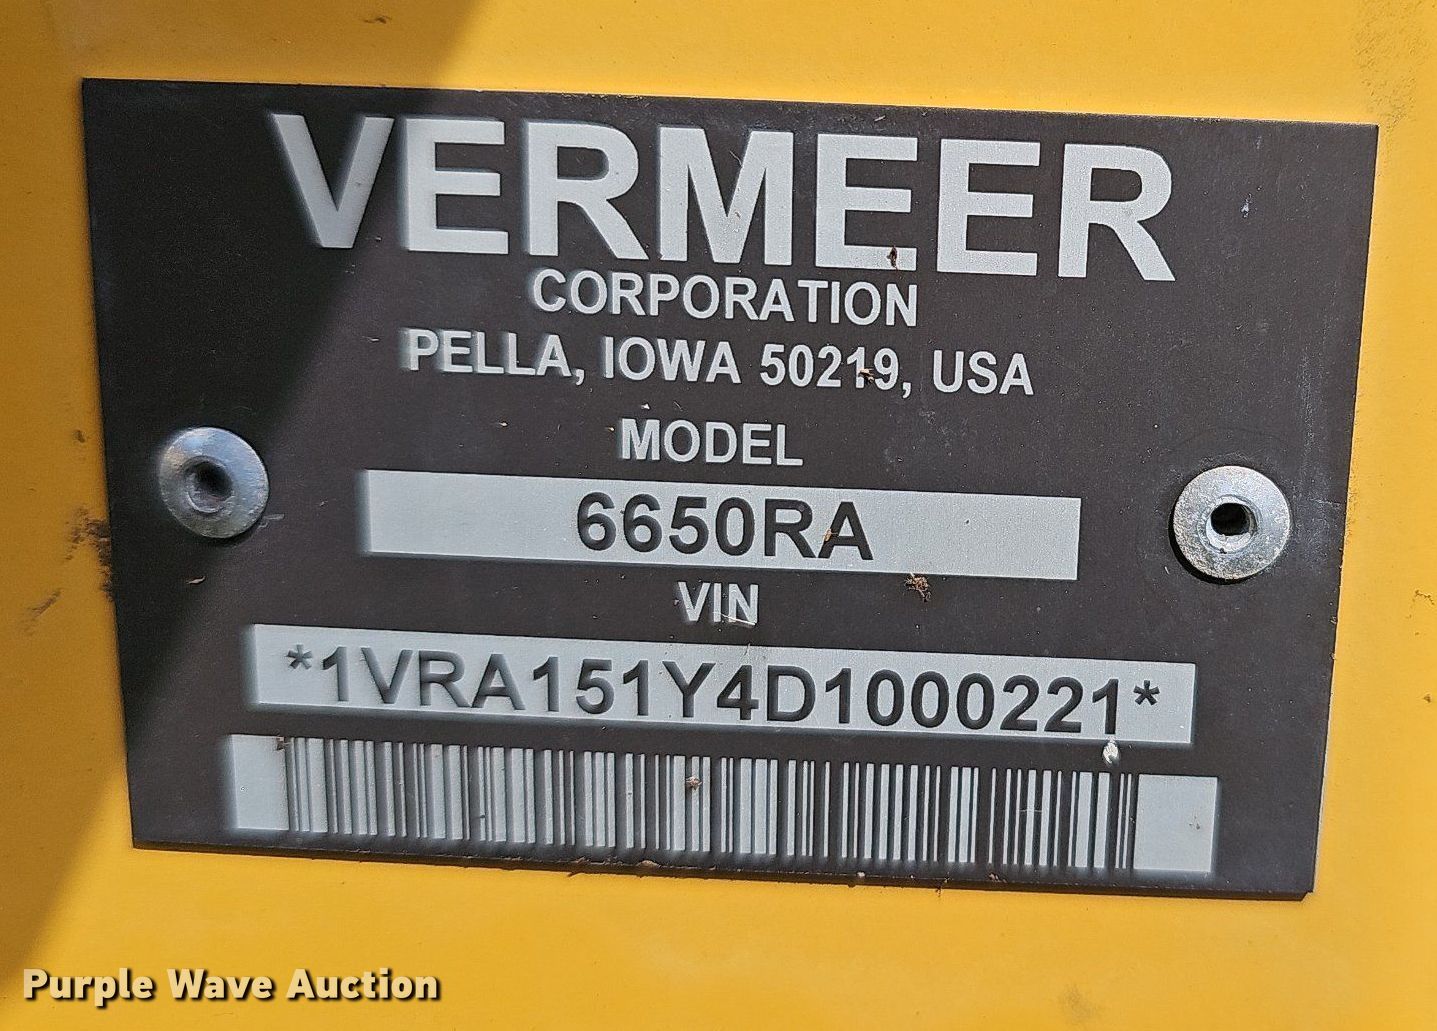 VERMEER
CORPORATION
PELLA, IOWA 50219, USA
MODEL
6650RA
VIN
*1VRA151Y4D1000221*
Purple Wave Auction